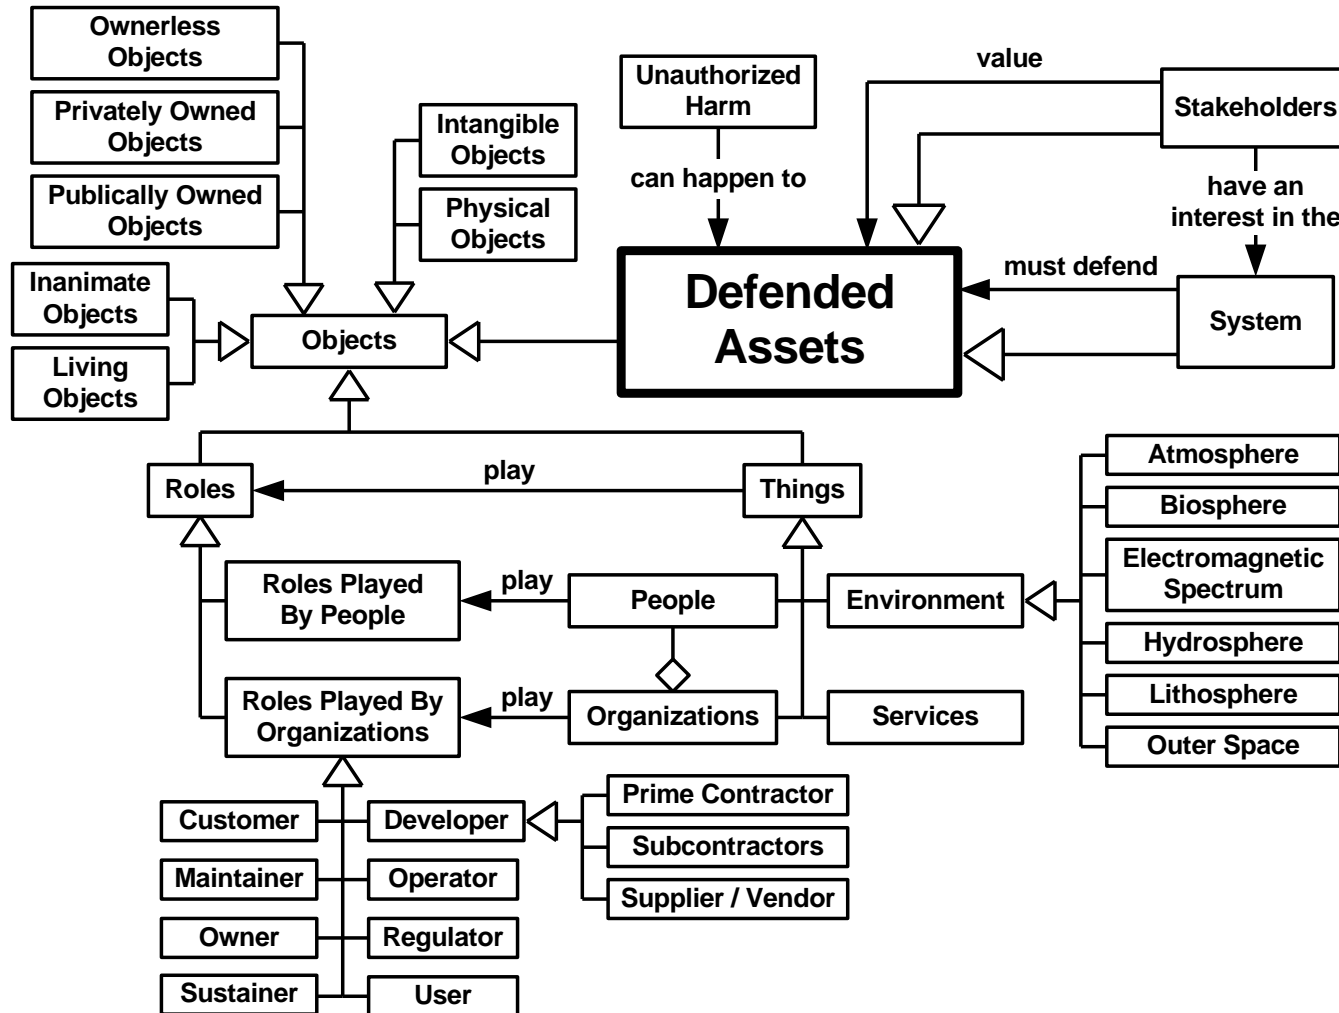 Ownerless
Objects
Privately Owned
Objects
Publically Owned
Objects
Inanimate
Objects
Living
Objects
Intangible
Objects
Physical
Objects
Objects
Unauthorized
Harm
can happen to
value
Stakeholders
have an
interest in the
must defend
System
Defended
Assets
Roles
play
Things
Roles Played
By People
play
People
Environment
Roles Played By
Organizations
play
Organizations
Services
Atmosphere
Biosphere
Electromagnetic
Spectrum
Hydrosphere
Lithosphere
Outer Space
Customer
Developer
Maintainer
Operator
Owner
Regulator
Sustainer
User
Prime Contractor
Subcontractors
Supplier / Vendor